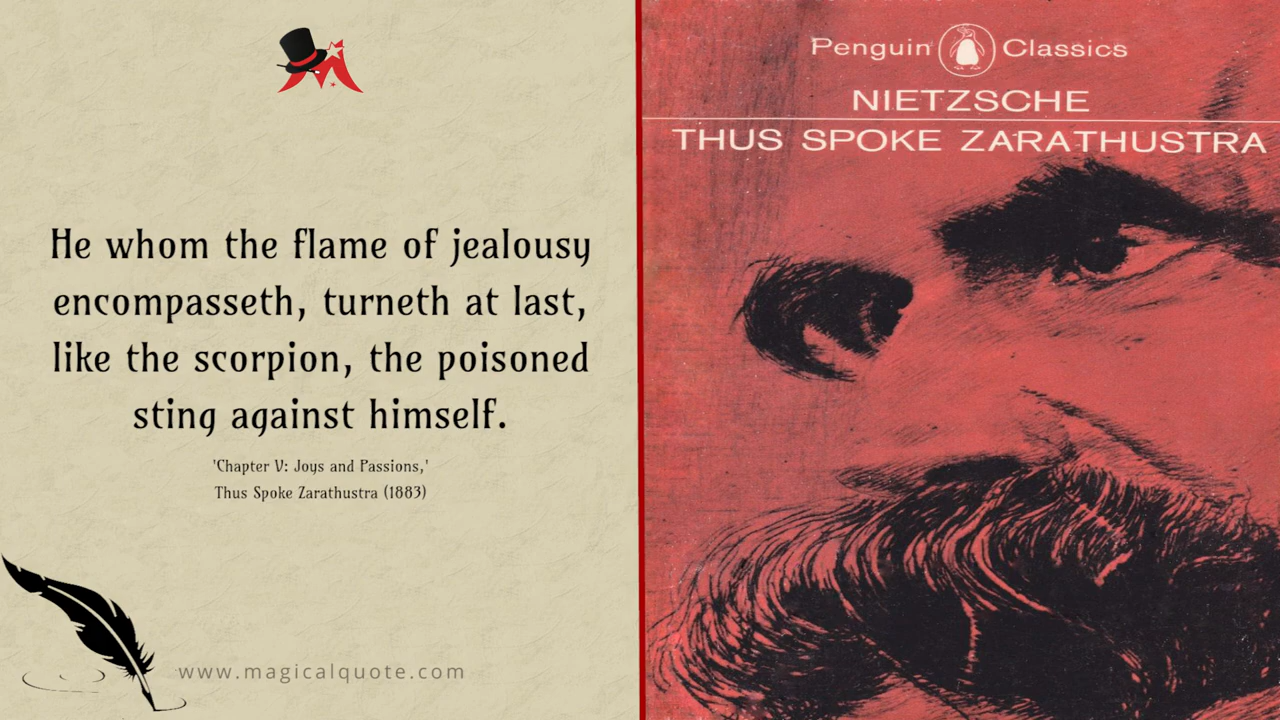 He whom the flame of jealousy
encompasseth, turneth at last,
like the scorpion, the poisoned
sting against himself.
'Chapter V: Joys and Passions,'
Thus Spoke Zarathustra (1883)
www.magicalquote.com
Penguin Classics
NIETZSCHE
THUS SPOKE ZARATHUSTRA